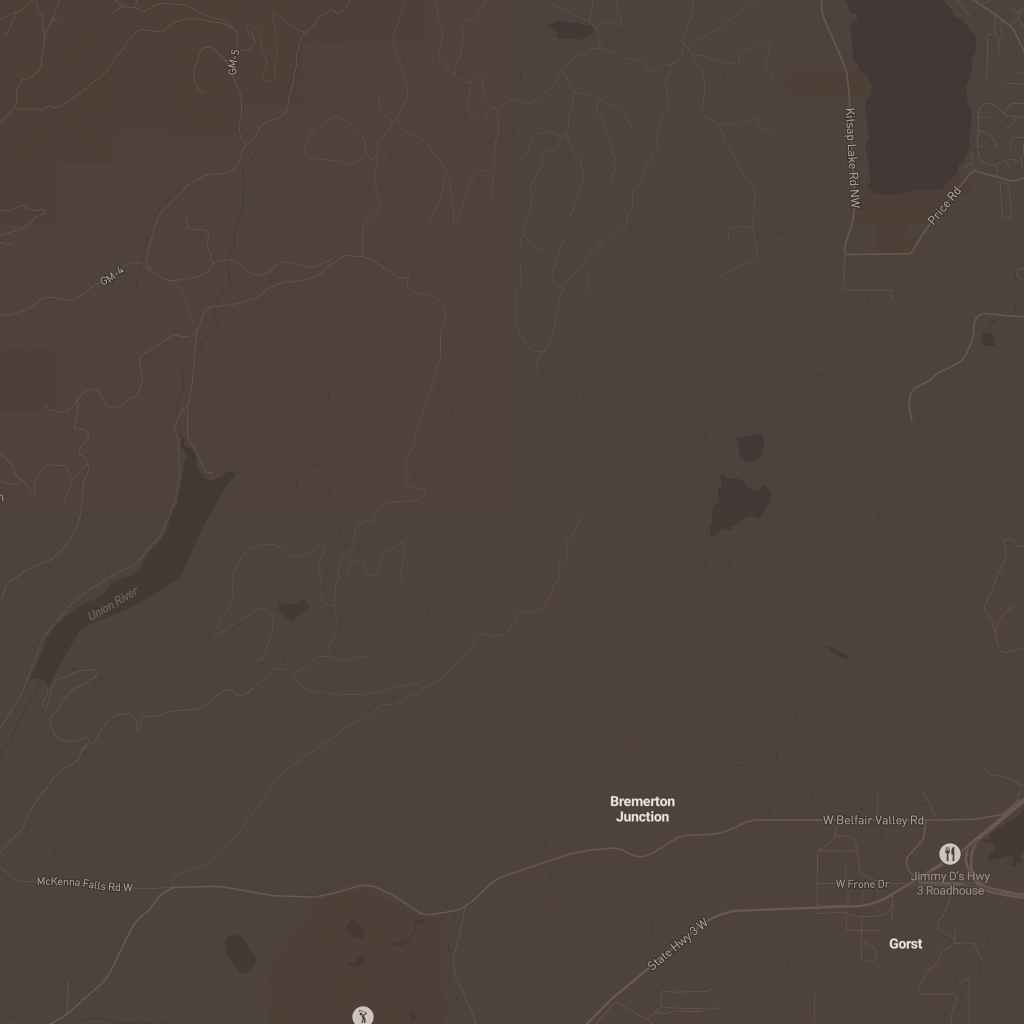 GM-5
Kitsap Lake Rd NW
Price Rd
GM-4
Union River
Bremerton
Junction
W Belfair Valley Rd
McKenna Falls Rd W
W Frone Dr
Jimmy D's Hwy
3 Roadhouse
State Hwy 3 W
Gorst